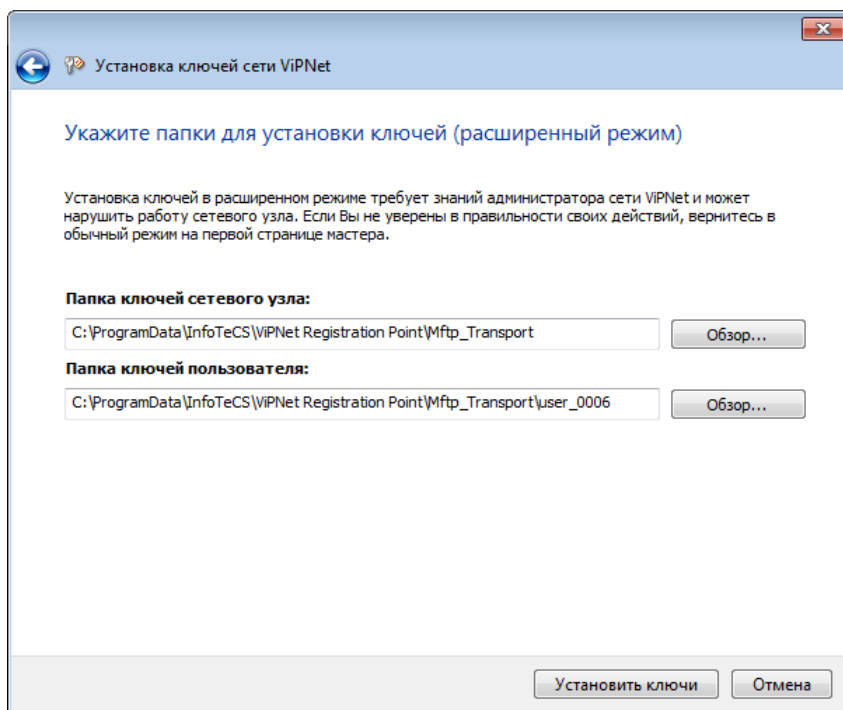 Установка ключей сети ViPNet
Укажите папки для установки ключей (расширенный режим)
Установка ключей в расширенном режиме требует знаний администратора сети ViPNet и может
нарушить работу сетевого узла. Если Вы не уверены в правильности своих действий, вернитесь в
обычный режим на первой странице мастера.
Папка ключей сетевого узла:
C:\ProgramData\InfoTeCS\ViPNet Registration Point\Mftp_Transport
Обзор...
Папка ключей пользователя:
C:\ProgramData\InfoTeCS\ViPNet Registration Point\Mftp_Transport\user_0006
Обзор...
Установить ключи
Отмена